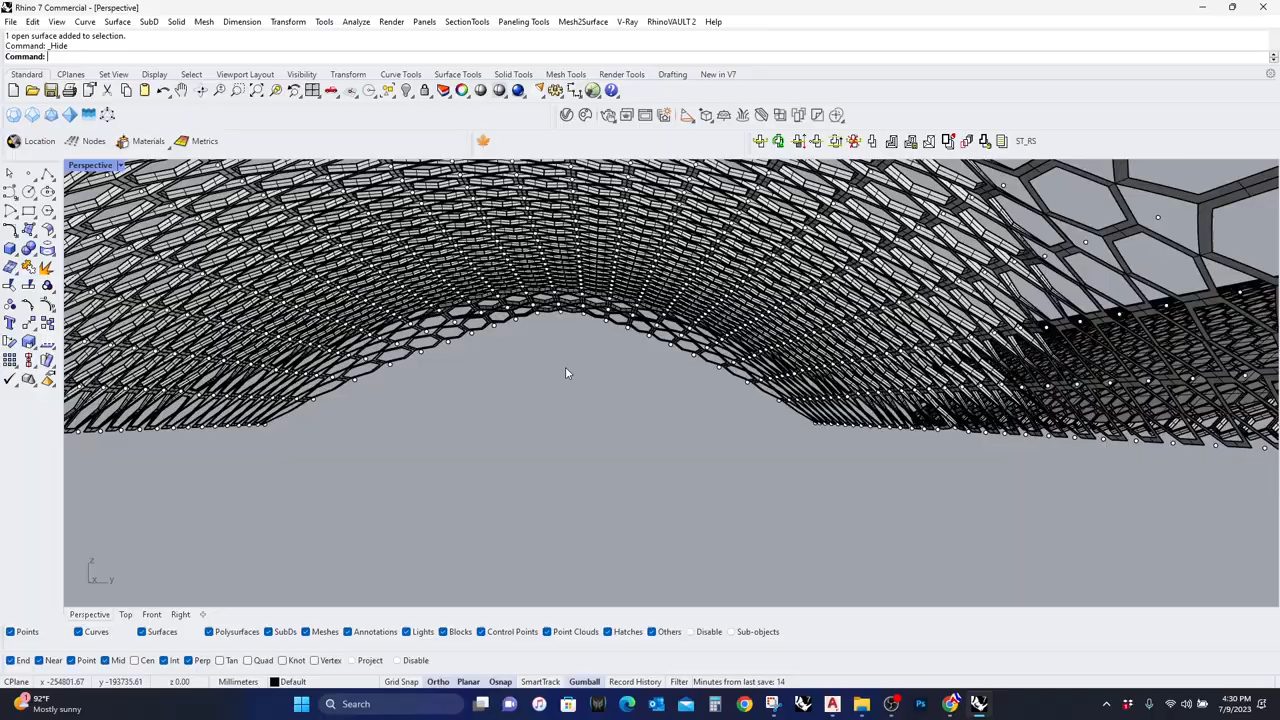 Rhino 7 Commercial - [Perspective]
File Edit View Curve Surface SubD Solid Mesh Dimension Transform Tools Analyze Render Panels SectionTools Paneling Tools Mesh2Surface V-Ray RhinoVAULT 2 Help
1 open surface added to selection.
Command: _Hide
Command:
Standard CPlanes Set View Display Select Viewport Layout Visibility Transform Curve Tools Surface Tools Solid Tools Mesh Tools Render Tools Drafting New in V7
Location Nodes Materials Metrics ST_RS
Perspective
z
x y
Perspective Top Front Right
Points Curves Surfaces Polysurfaces SubDs Meshes Annotations Lights Blocks Control Points Point Clouds Hatches Others Disable Sub-objects
End Near Point Mid Cen Int Perp Tan Quad Knot Vertex Project Disable
CPlane x -254801.67 y -193735.61 z 0.00 Millimeters Default Grid Snap Ortho Planar Osnap SmartTrack Gumball Record History Filter Minutes from last save: 14
1
92°F
Mostly sunny
Search
4:30 PM
7/9/2023